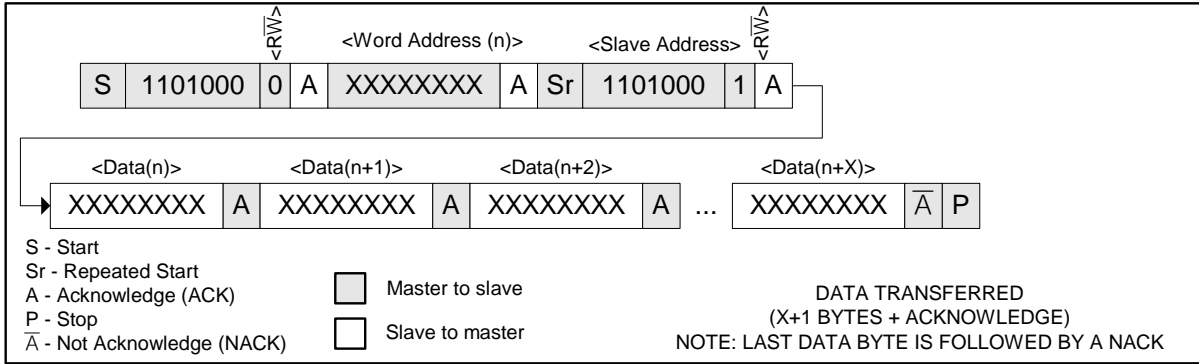 <RW̅>
<RW̅>
<Word Address (n)>
<Slave Address>
S 1101000 0 A XXXXXXXX A Sr 1101000 1 A
<Data(n)> <Data(n+1)> <Data(n+2)> <Data(n+X)>
XXXXXXXX A XXXXXXXX A XXXXXXXX A ... XXXXXXXX A̅ P
S - Start
Sr - Repeated Start
A - Acknowledge (ACK)
P - Stop
A̅ - Not Acknowledge (NACK)
Master to slave
Slave to master
DATA TRANSFERRED
(X+1 BYTES + ACKNOWLEDGE)
NOTE: LAST DATA BYTE IS FOLLOWED BY A NACK